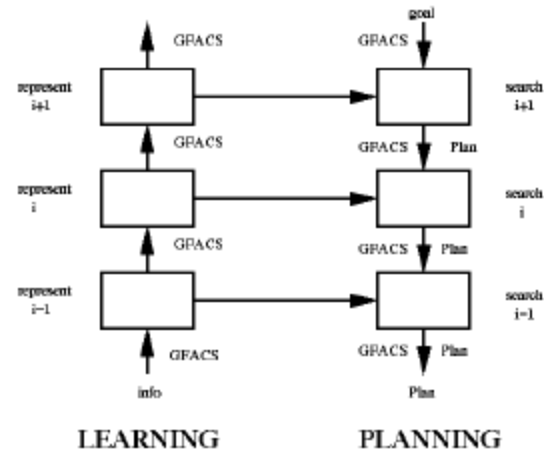 goal
GFACS GFACS
represent search
i+1 i+1
GFACS GFACS Plan
represent search
i i
GFACS GFACS Plan
represent search
i-1 i-1
GFACS GFACS Plan
info Plan
LEARNING PLANNING